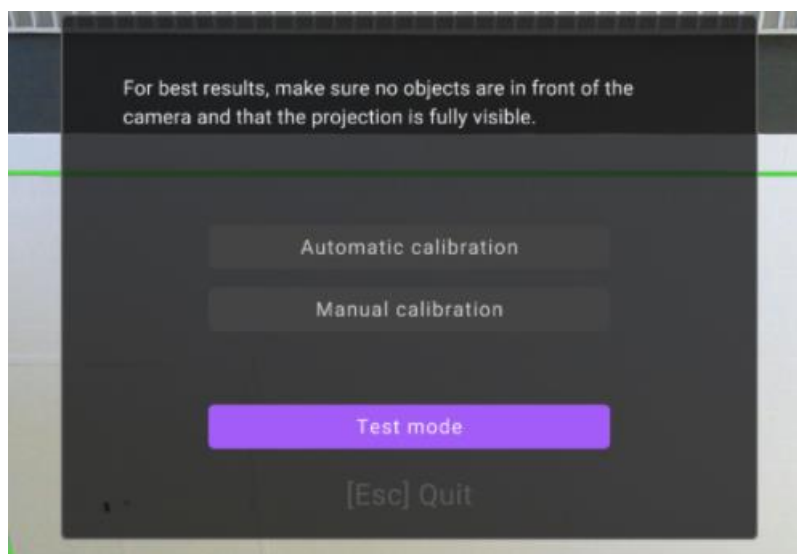 For best results, make sure no objects are in front of the
camera and that the projection is fully visible.
Automatic calibration
Manual calibration
Test mode
[Esc] Quit